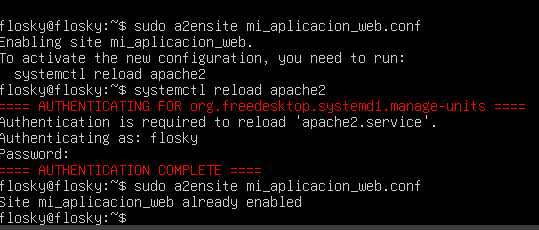 flosky@flosky:~$ sudo a2ensite mi_aplicacion_web.conf
Enabling site mi_aplicacion_web.
To activate the new configuration, you need to run:
  systemctl reload apache2
flosky@flosky:~$ systemctl reload apache2
==== AUTHENTICATING FOR org.freedesktop.systemd1.manage-units ====
Authentication is required to reload 'apache2.service'.
Authenticating as: flosky
Password:
==== AUTHENTICATION COMPLETE ====
flosky@flosky:~$ sudo a2ensite mi_aplicacion_web.conf
Site mi_aplicacion_web already enabled
flosky@flosky:~$